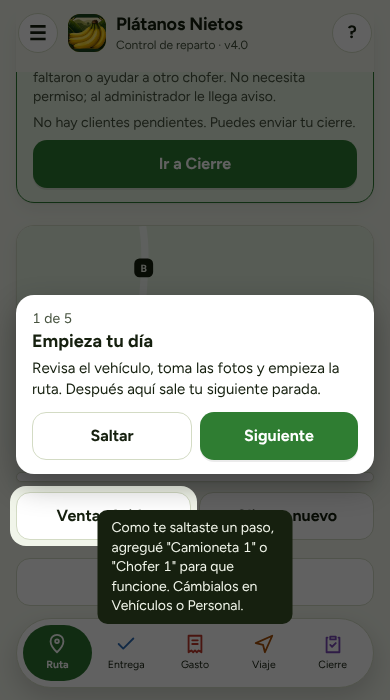 Plátanos Nietos
Control de reparto · v4.0
?
faltaron o ayudar a otro chofer. No necesita
permiso; al administrador le llega aviso.
No hay clientes pendientes. Puedes enviar tu cierre.
Ir a Cierre
B
1 de 5
Empieza tu día
Revisa el vehículo, toma las fotos y empieza la
ruta. Después aquí sale tu siguiente parada.
Saltar
Siguiente
Venta
nuevo
Como te saltaste un paso,
agregué "Camioneta 1" o
"Chofer 1" para que
funcione. Cámbialos en
Vehículos o Personal.
Ruta
Entrega
Gasto
Viaje
Cierre